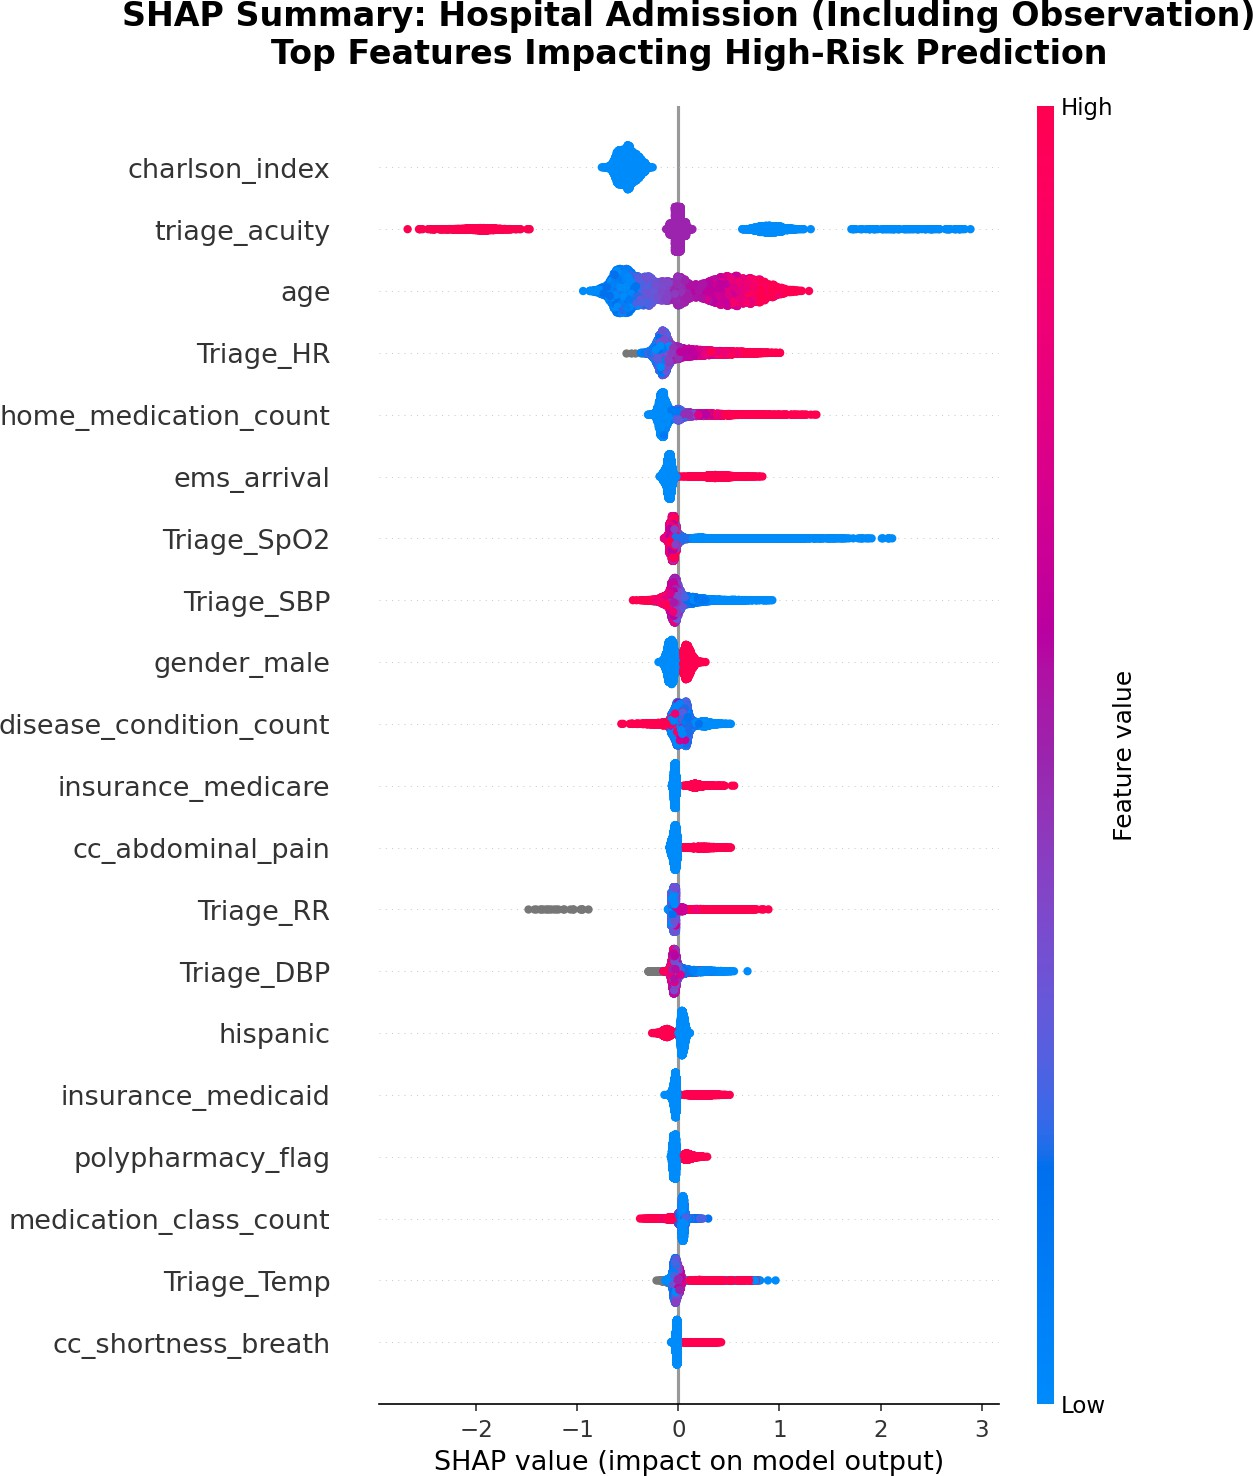 SHAP Summary: Hospital Admission (Including Observation)
Top Features Impacting High-Risk Prediction
High
charlson_index
triage_acuity
age
Triage_HR
home_medication_count
ems_arrival
Triage_SpO2
Triage_SBP
gender_male
disease_condition_count
insurance_medicare
cc_abdominal_pain
Triage_RR
Triage_DBP
hispanic
insurance_medicaid
polypharmacy_flag
medication_class_count
Triage_Temp
cc_shortness_breath
Feature value
Low
−2 −1 0 1 2 3
SHAP value (impact on model output)